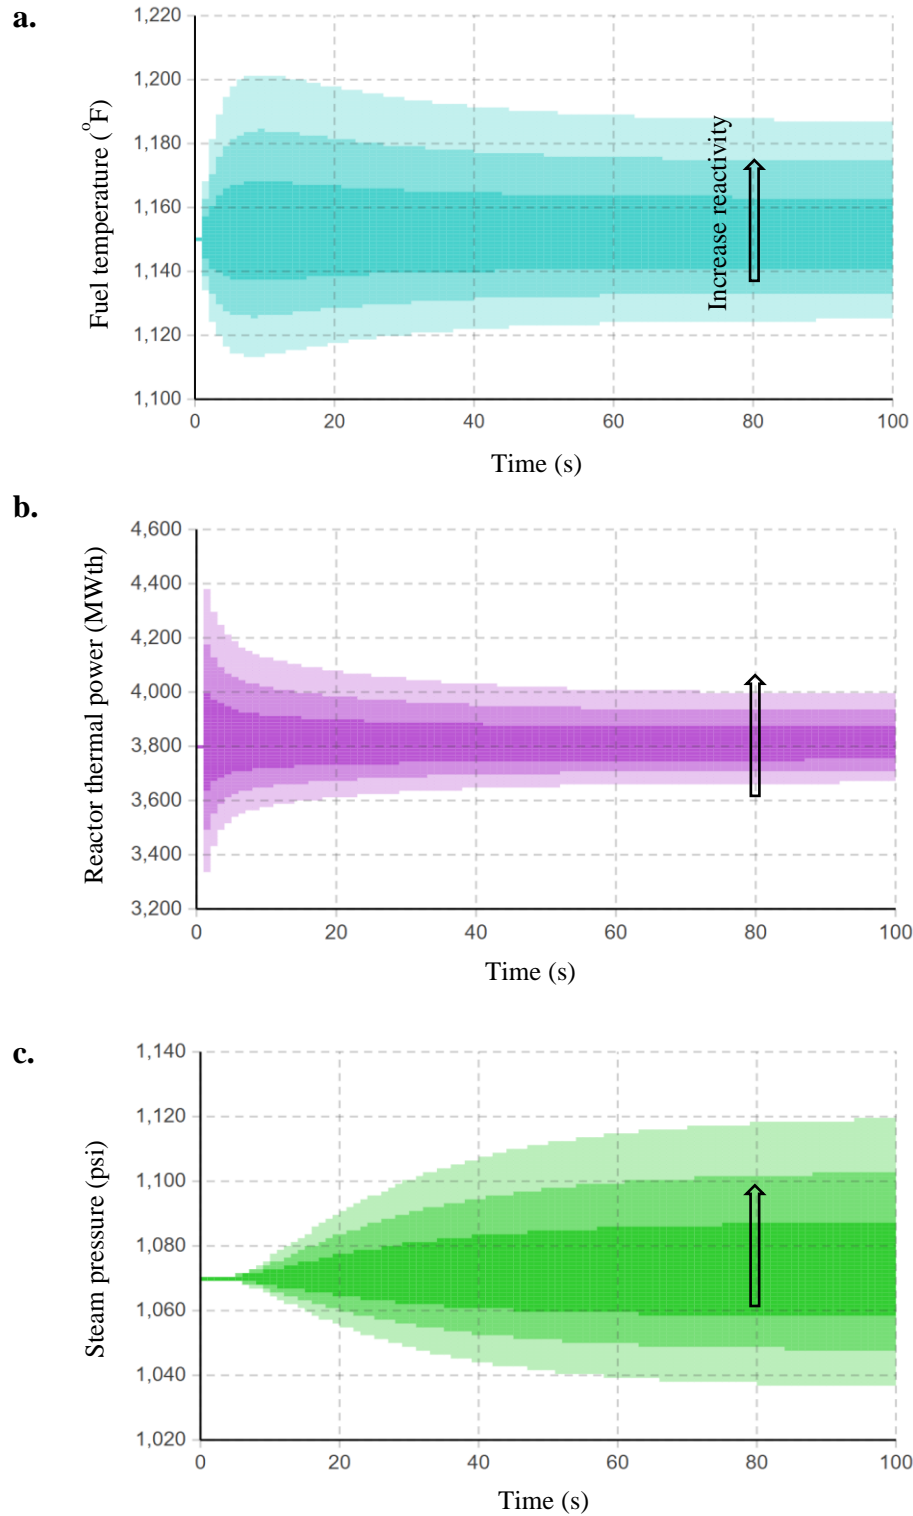 a.
1,220
1,200
1,180
1,160
1,140
1,120
1,100
Fuel temperature (°F)
Increase reactivity
0 20 40 60 80 100
Time (s)
b.
4,600
4,400
4,200
4,000
3,800
3,600
3,400
3,200
Reactor thermal power (MWth)
0 20 40 60 80 100
Time (s)
c.
1,140
1,120
1,100
1,080
1,060
1,040
1,020
Steam pressure (psi)
0 20 40 60 80 100
Time (s)